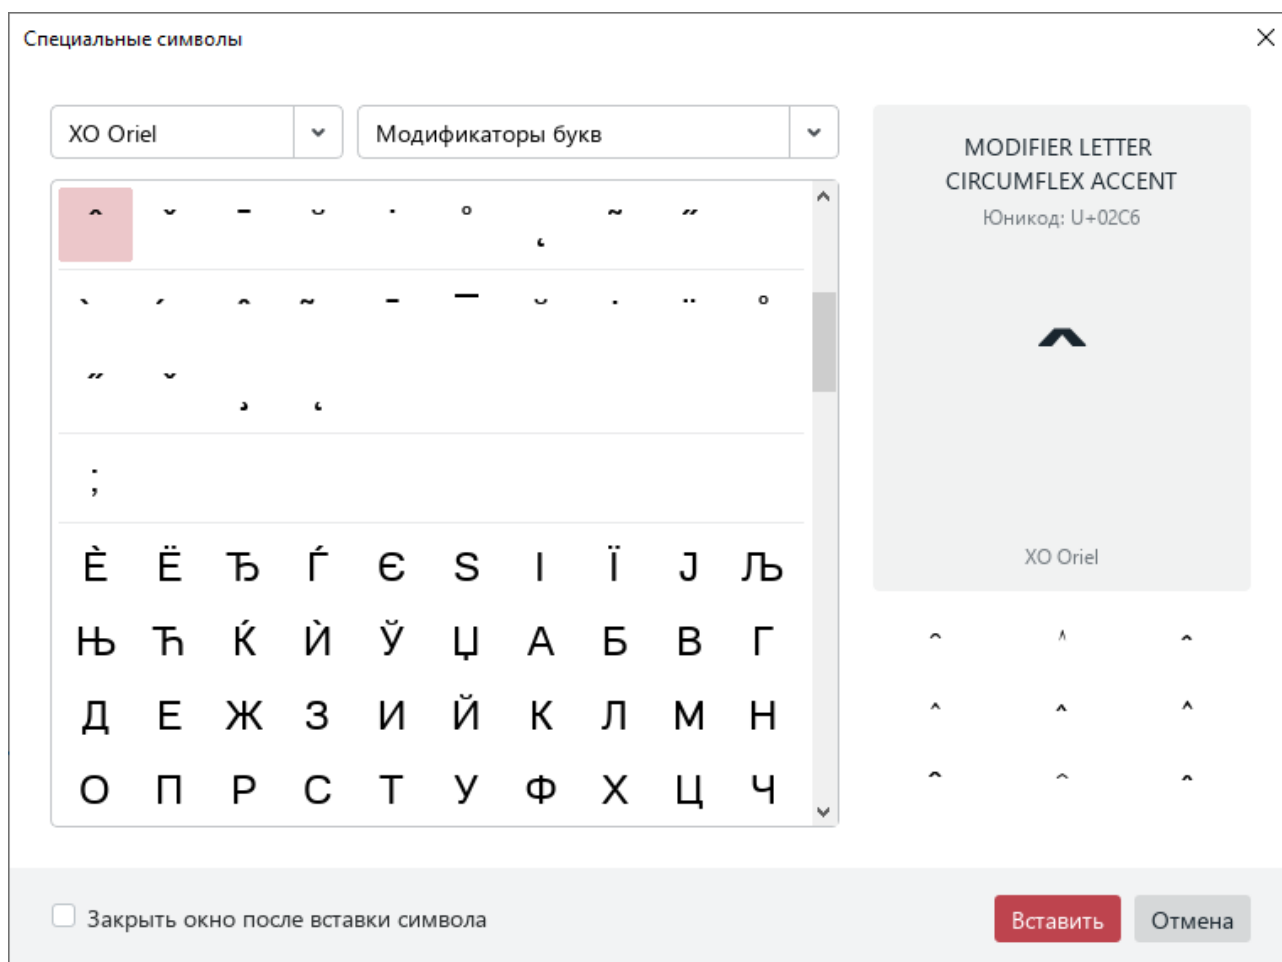 Специальные символы
XO Oriel
Модификаторы букв
ˆ ˇ ˉ ˘ ˙ ˚ ˛ ˜ ˝
̀ ́ ̂ ̃ ̄ ̅ ̆ ̇ ̈ ̊
̋ ̌ ̧ ̨
;
Ѐ Ё Ђ Ѓ Є Ѕ І Ї Ј Љ
Њ Ћ Ќ Ѝ Ў Џ А Б В Г
Д Е Ж З И Й К Л М Н
О П Р С Т У Ф Х Ц Ч
MODIFIER LETTER
CIRCUMFLEX ACCENT
Юникод: U+02C6
ˆ
XO Oriel
ˆ ˆ ˆ
ˆ ˆ ˆ
ˆ ˆ ˆ
Закрыть окно после вставки символа
Вставить
Отмена